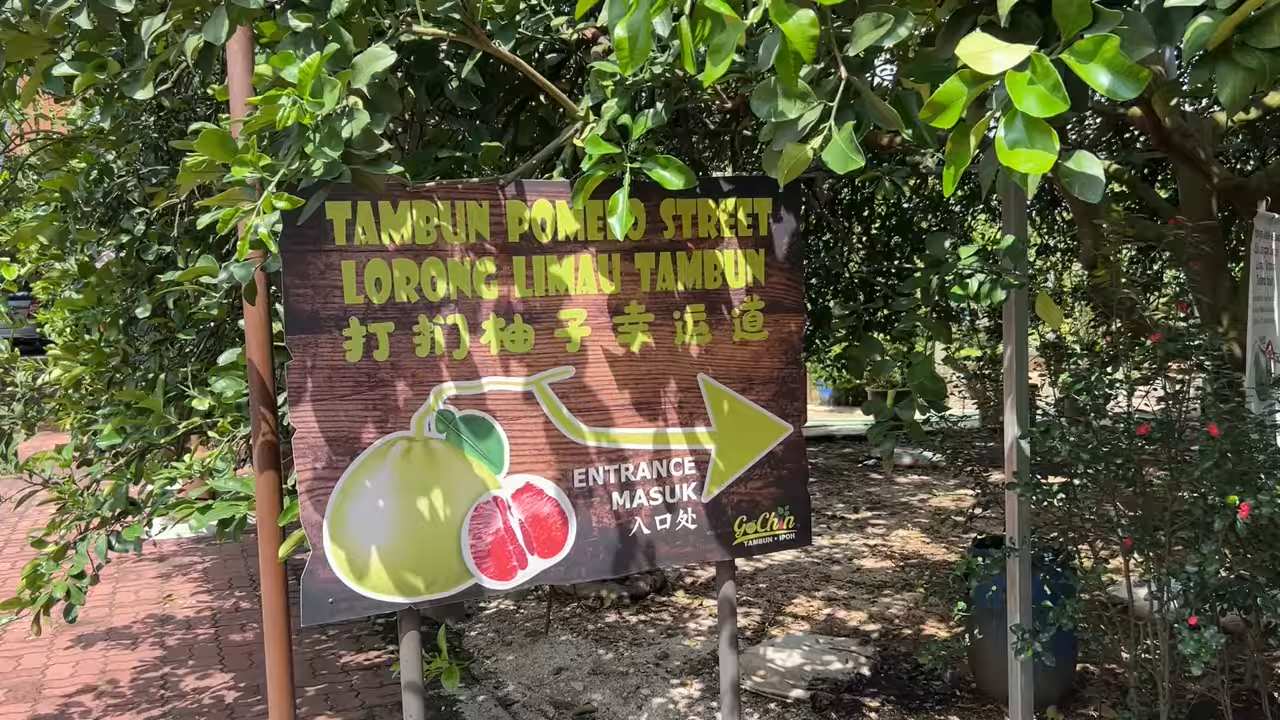 TAMBUN POMELO STREET
LORONG LIMAU TAMBUN
打扪柚子幸运道
ENTRANCE
MASUK
入口处
GoChin
TAMBUN • IPOH